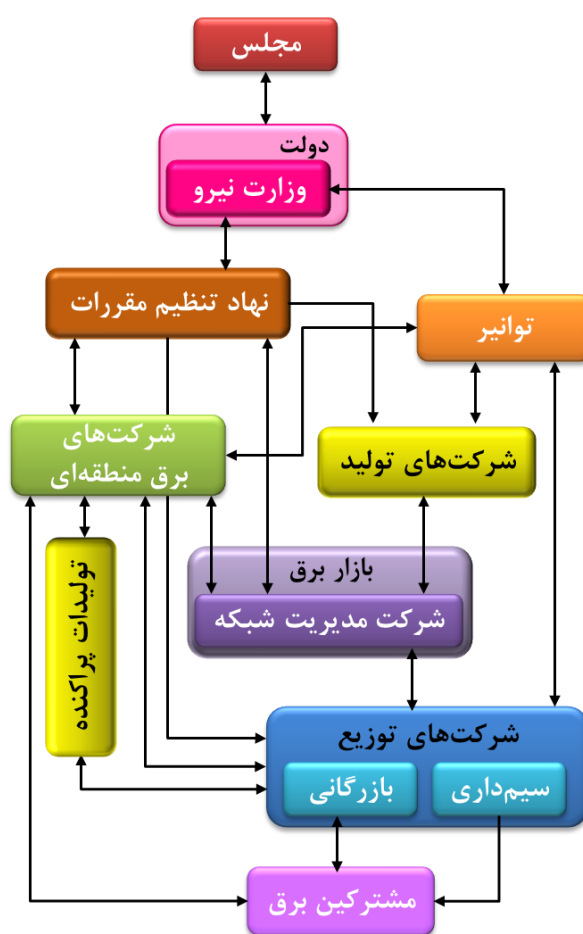 مجلس
دولت
وزارت نیرو
نهاد تنظیم مقررات
توانیر
شرکت‌های
برق منطقه‌ای
شرکت‌های تولید
تولیدات پراکنده
بازار برق
شرکت مدیریت شبکه
شرکت‌های توزیع
سیم‌داری
بازرگانی
مشترکین برق